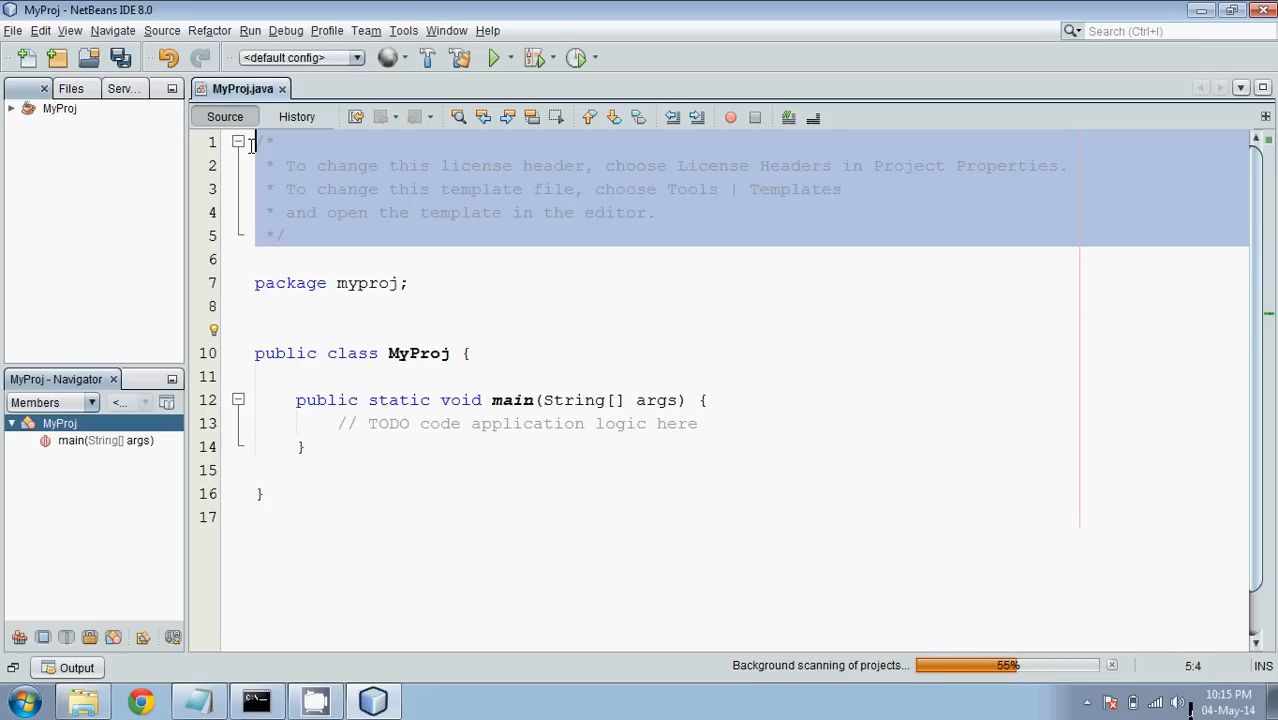 MyProj - NetBeans IDE 8.0
File Edit View Navigate Source Refactor Run Debug Profile Team Tools Window Help
Search (Ctrl+I)
<default config>
Files Serv...
MyProj.java
MyProj
Source History
1 /*
2 * To change this license header, choose License Headers in Project Properties.
3 * To change this template file, choose Tools | Templates
4 * and open the template in the editor.
5 */
6
7 package myproj;
8
10 public class MyProj {
11
12 public static void main(String[] args) {
13 // TODO code application logic here
14 }
15
16 }
17
MyProj - Navigator
Members <...
MyProj
main(String[] args)
Output
Background scanning of projects... 55% 5:4 INS
10:15 PM
04-May-14